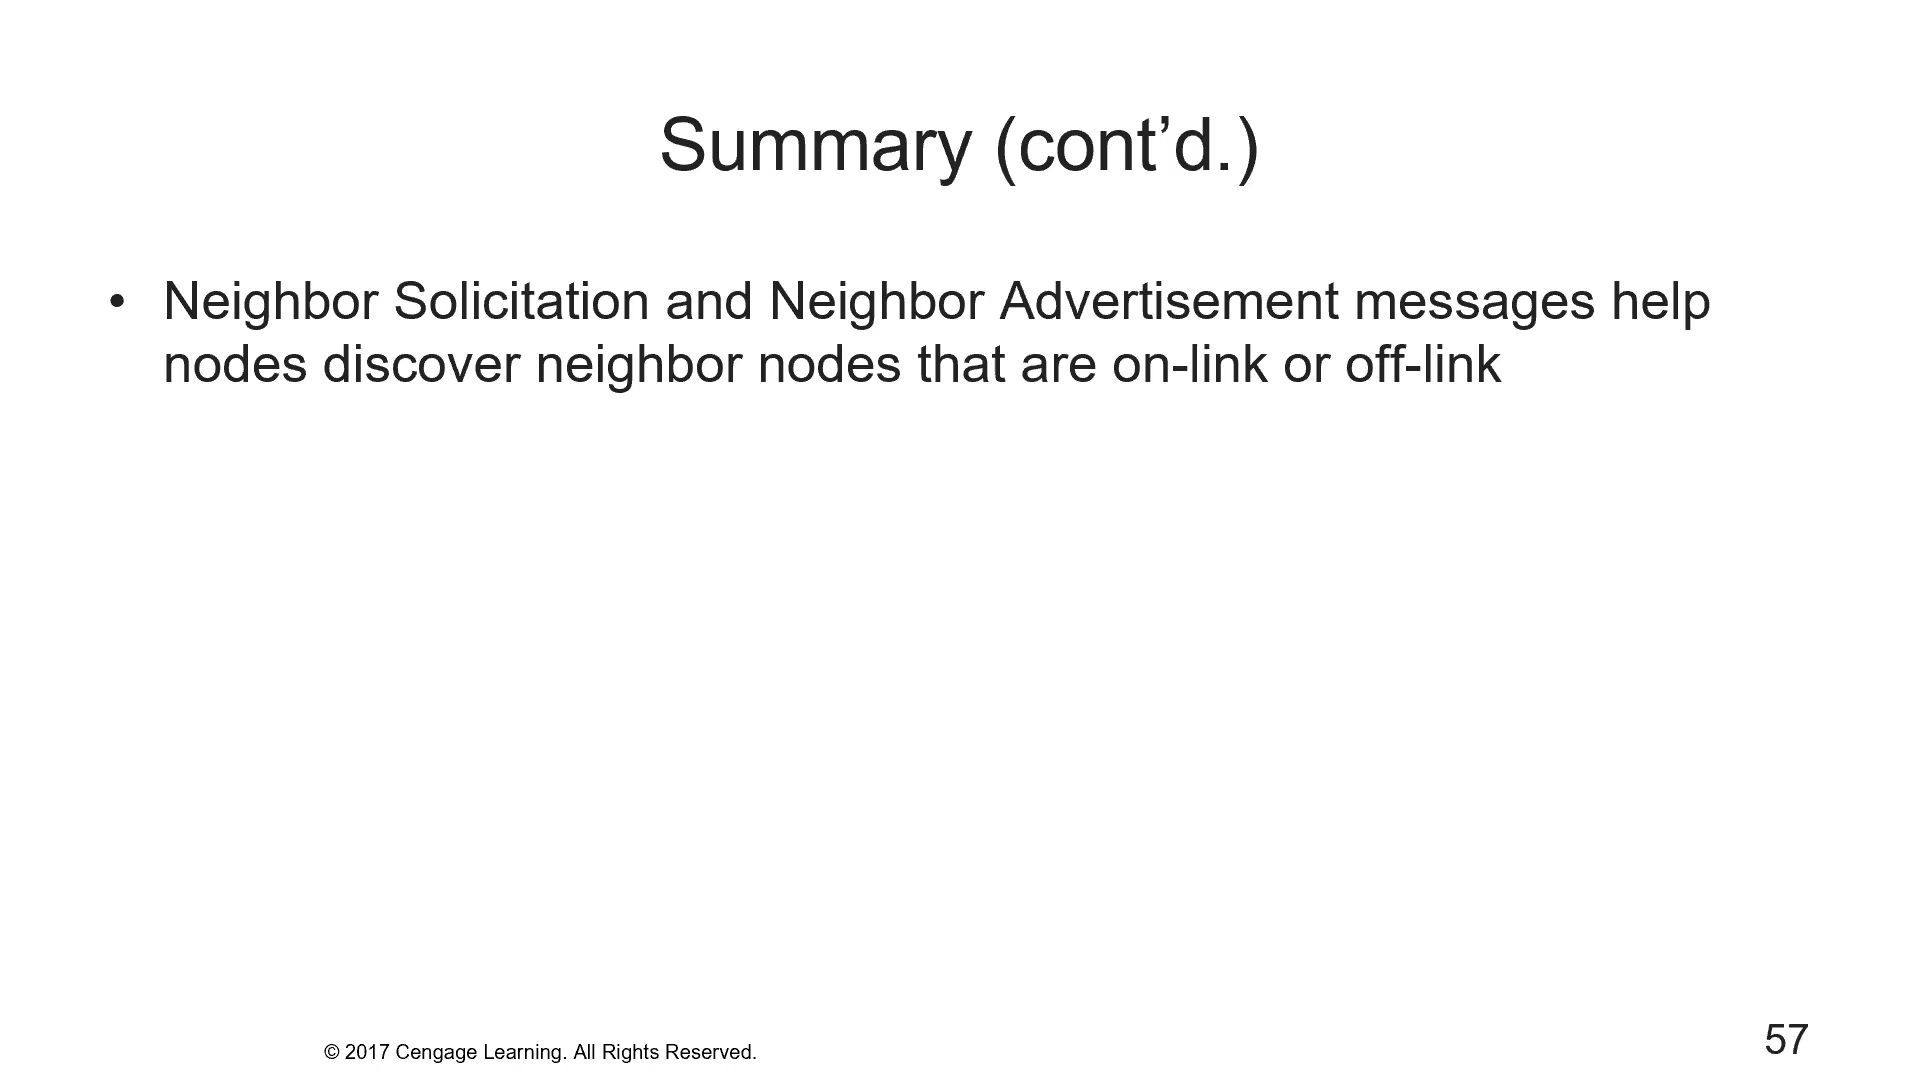 Summary (cont’d.)
• Neighbor Solicitation and Neighbor Advertisement messages help
nodes discover neighbor nodes that are on-link or off-link
© 2017 Cengage Learning. All Rights Reserved.
57